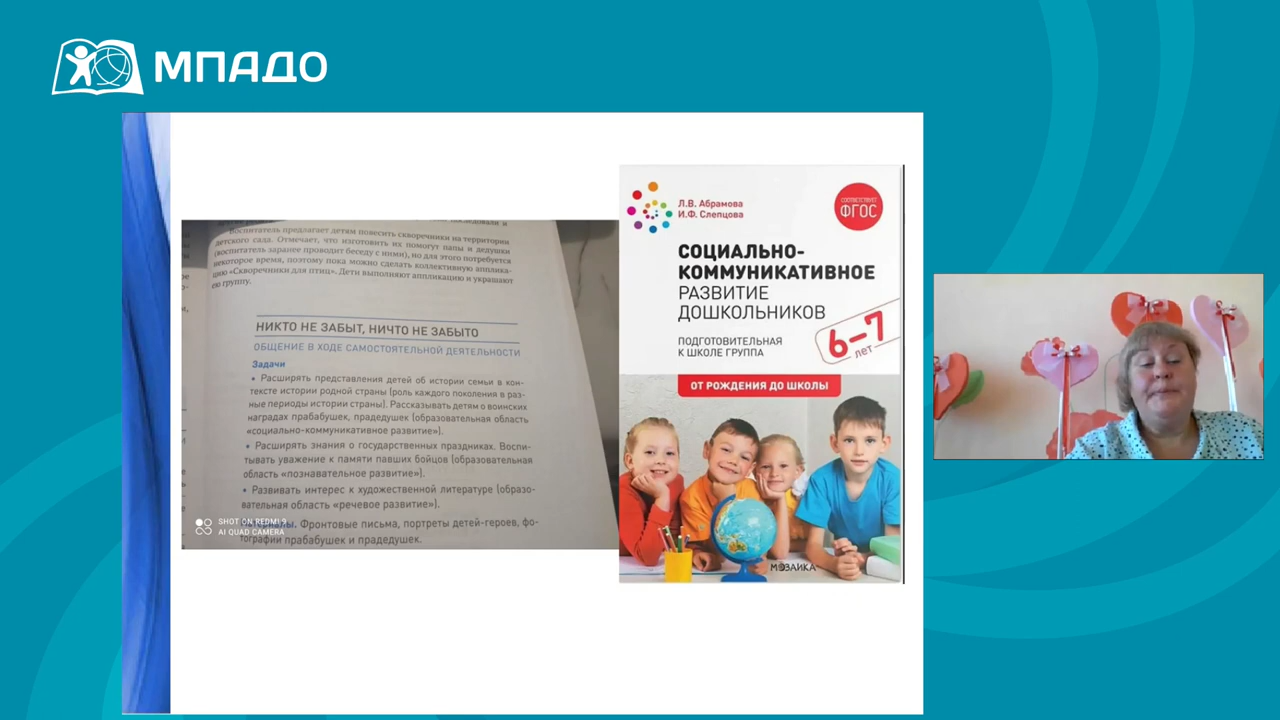 МПАДО
Воспитатель предлагает детям повесить скворечники на территории
детского сада. Отмечает, что изготовить их помогут папы и дедушки
(воспитатель заранее проводит беседу с ними), но для этого потребуется
некоторое время, поэтому пока можно сделать коллективную апплика-
цию «Скворечники для птиц». Дети выполняют аппликацию и украшают
ею группу.
НИКТО НЕ ЗАБЫТ, НИЧТО НЕ ЗАБЫТО
ОБЩЕНИЕ В ХОДЕ САМОСТОЯТЕЛЬНОЙ ДЕЯТЕЛЬНОСТИ
Задачи
• Расширять представления детей об истории семьи в кон-
тексте истории родной страны (роль каждого поколения в раз-
ные периоды истории страны). Рассказывать детям о воинских
наградах прабабушек, прадедушек (образовательная область
«социально-коммуникативное развитие»).
• Расширять знания о государственных праздниках. Воспи-
тывать уважение к памяти павших бойцов (образовательная
область «познавательное развитие»).
• Развивать интерес к художественной литературе (образо-
вательная область «речевое развитие»).
Фронтовые письма, портреты детей-героев, фо-
тографии прабабушек и прадедушек.
SHOT ON REDMI 9
AI QUAD CAMERA
Л.В. Абрамова
И.Ф. Слепцова
СООТВЕТСТВУЕТ
ФГОС
СОЦИАЛЬНО-
КОММУНИКАТИВНОЕ
РАЗВИТИЕ
ДОШКОЛЬНИКОВ
ПОДГОТОВИТЕЛЬНАЯ
К ШКОЛЕ ГРУППА
6–7
лет
ОТ РОЖДЕНИЯ ДО ШКОЛЫ
МОЗАИКА